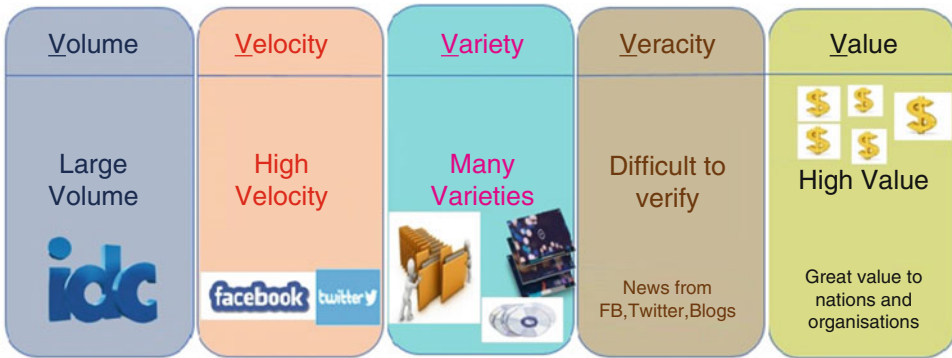 Volume
Large
Volume
idc
Velocity
High
Velocity
facebook
twitter
Variety
Many
Varieties
Veracity
Difficult to
verify
News from
FB,Twitter,Blogs
Value
$ $ $
$ $
High Value
Great value to
nations and
organisations